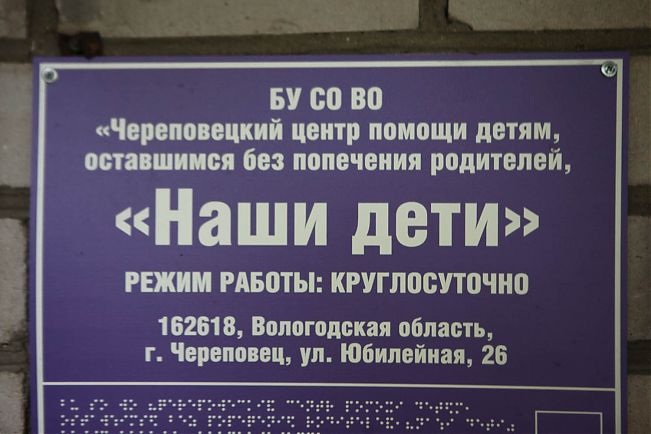 БУ СО ВО
«Череповецкий центр помощи детям,
оставшимся без попечения родителей,
«Наши дети»
РЕЖИМ РАБОТЫ: КРУГЛОСУТОЧНО
162618, Вологодская область,
г. Череповец, ул. Юбилейная, 26